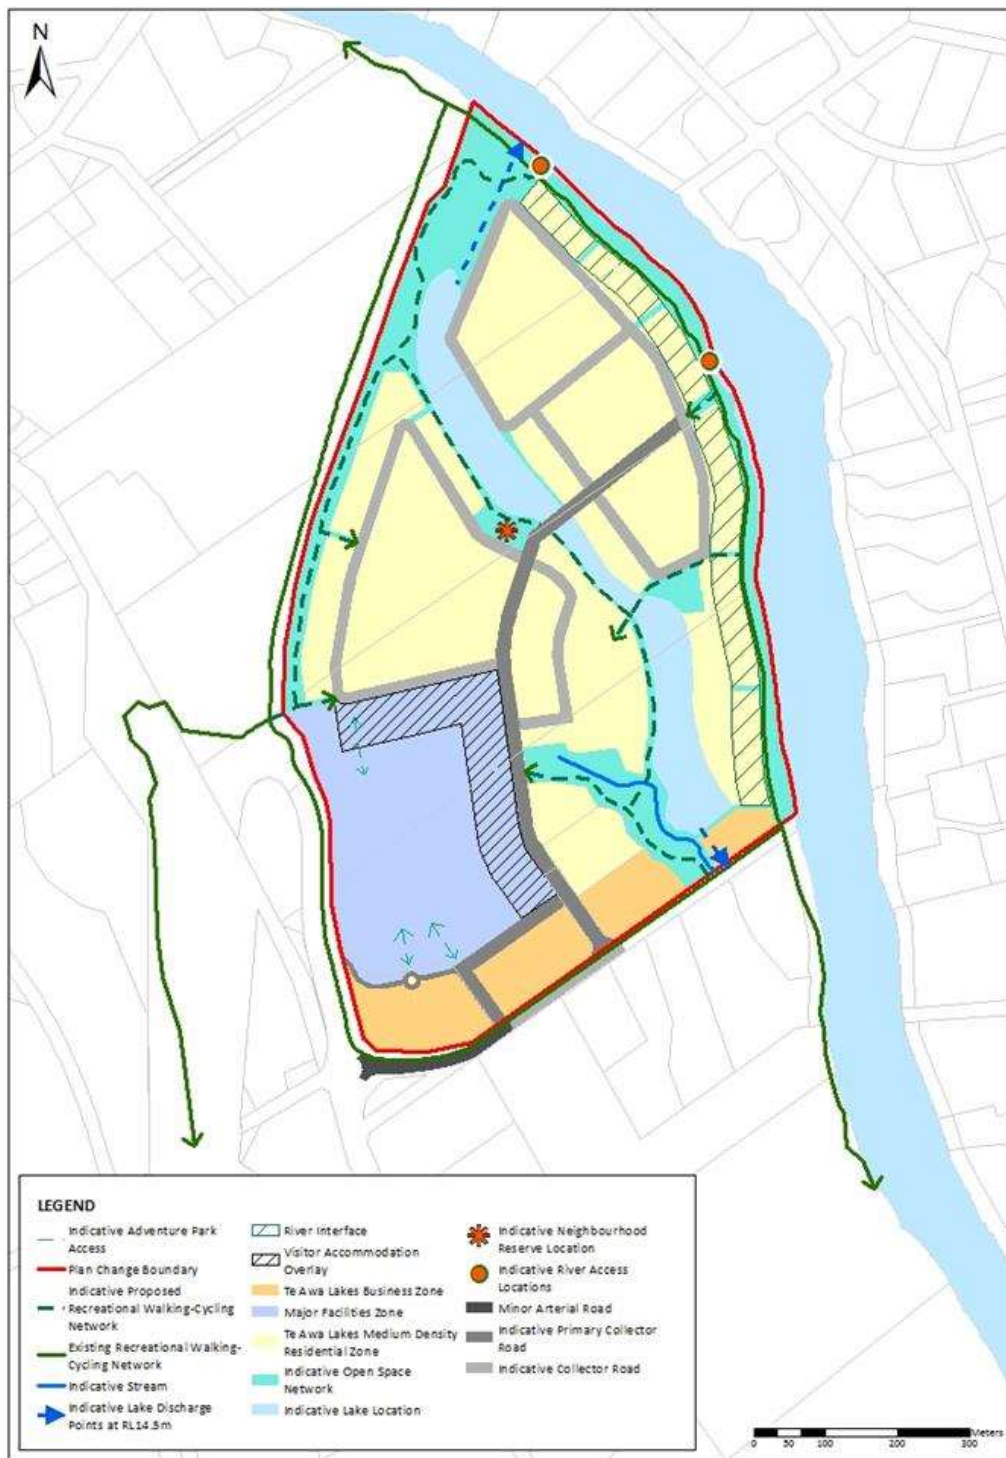 N
LEGEND
Indicative Adventure Park
Access
Plan Change Boundary
Indicative Proposed
Recreational Walking-Cycling
Network
Existing Recreational Walking-
Cycling Network
Indicative Stream
Indicative Lake Discharge
Points at RL14.5m
River Interface
Visitor Accommodation
Overlay
Te Awa Lakes Business Zone
Major Facilities Zone
Te Awa Lakes Medium Density
Residential Zone
Indicative Open Space
Network
Indicative Lake Location
Indicative Neighbourhood
Reserve Location
Indicative River Access
Locations
Minor Arterial Road
Indicative Primary Collector
Road
Indicative Collector Road
Meters
0 50 100 200 300